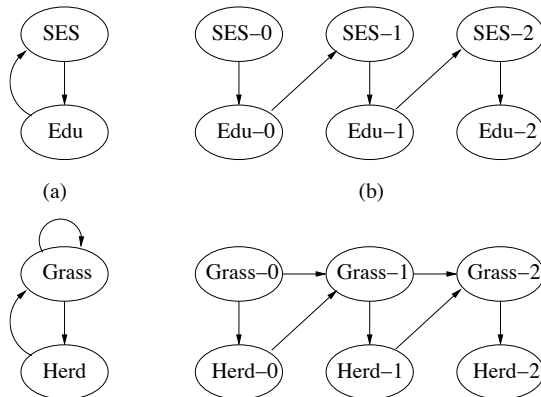 SES SES–0 SES–1 SES–2
Edu Edu–0 Edu–1 Edu–2
(a) (b)
Grass Grass–0 Grass–1 Grass–2
Herd Herd–0 Herd–1 Herd–2